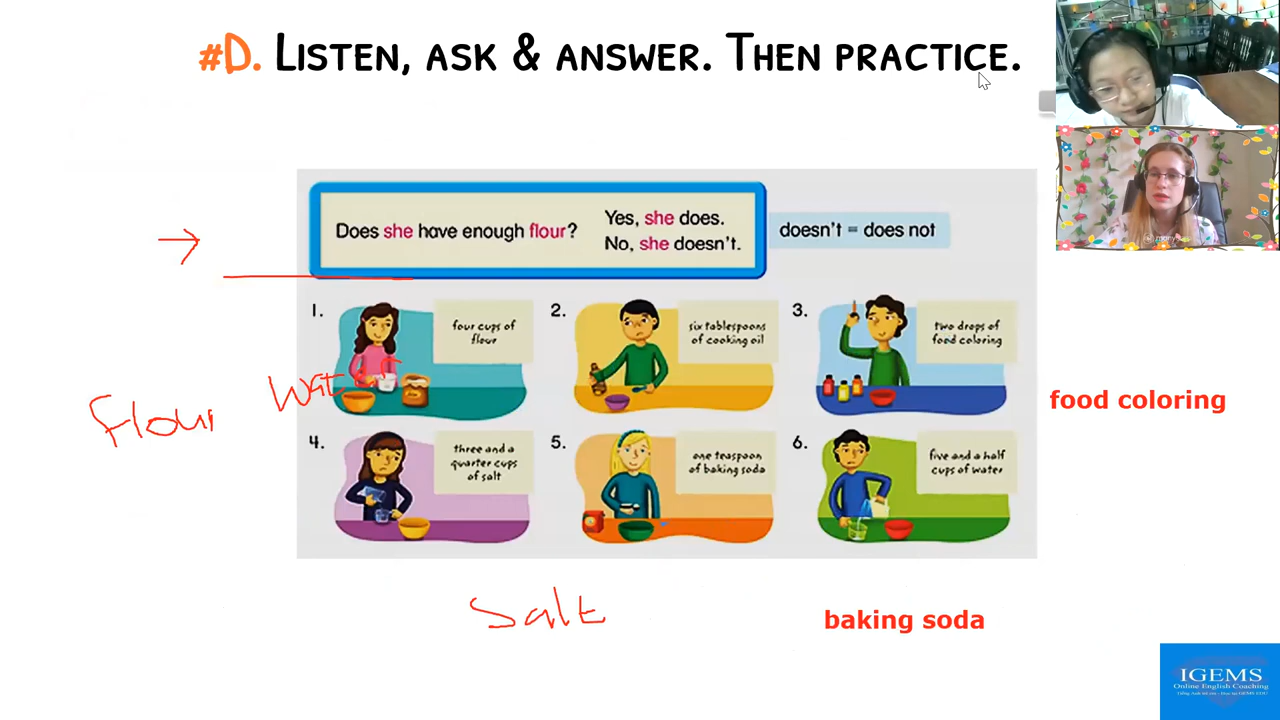 #D. LISTEN, ASK & ANSWER. THEN PRACTICE.
Does she have enough flour?
Yes, she does.
No, she doesn't.
doesn't = does not
1.
four cups of
flour
2.
six tablespoons
of cooking oil
3.
two drops of
food coloring
Flour
Water
food coloring
4.
three and a
quarter cups
of salt
5.
one teaspoon
of baking soda
6.
five and a half
cups of water
Salt
baking soda
IGEMS
Online English Coaching